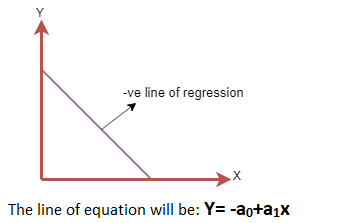 Y
-ve line of regression
X
The line of equation will be: Y= -a₀+a₁x